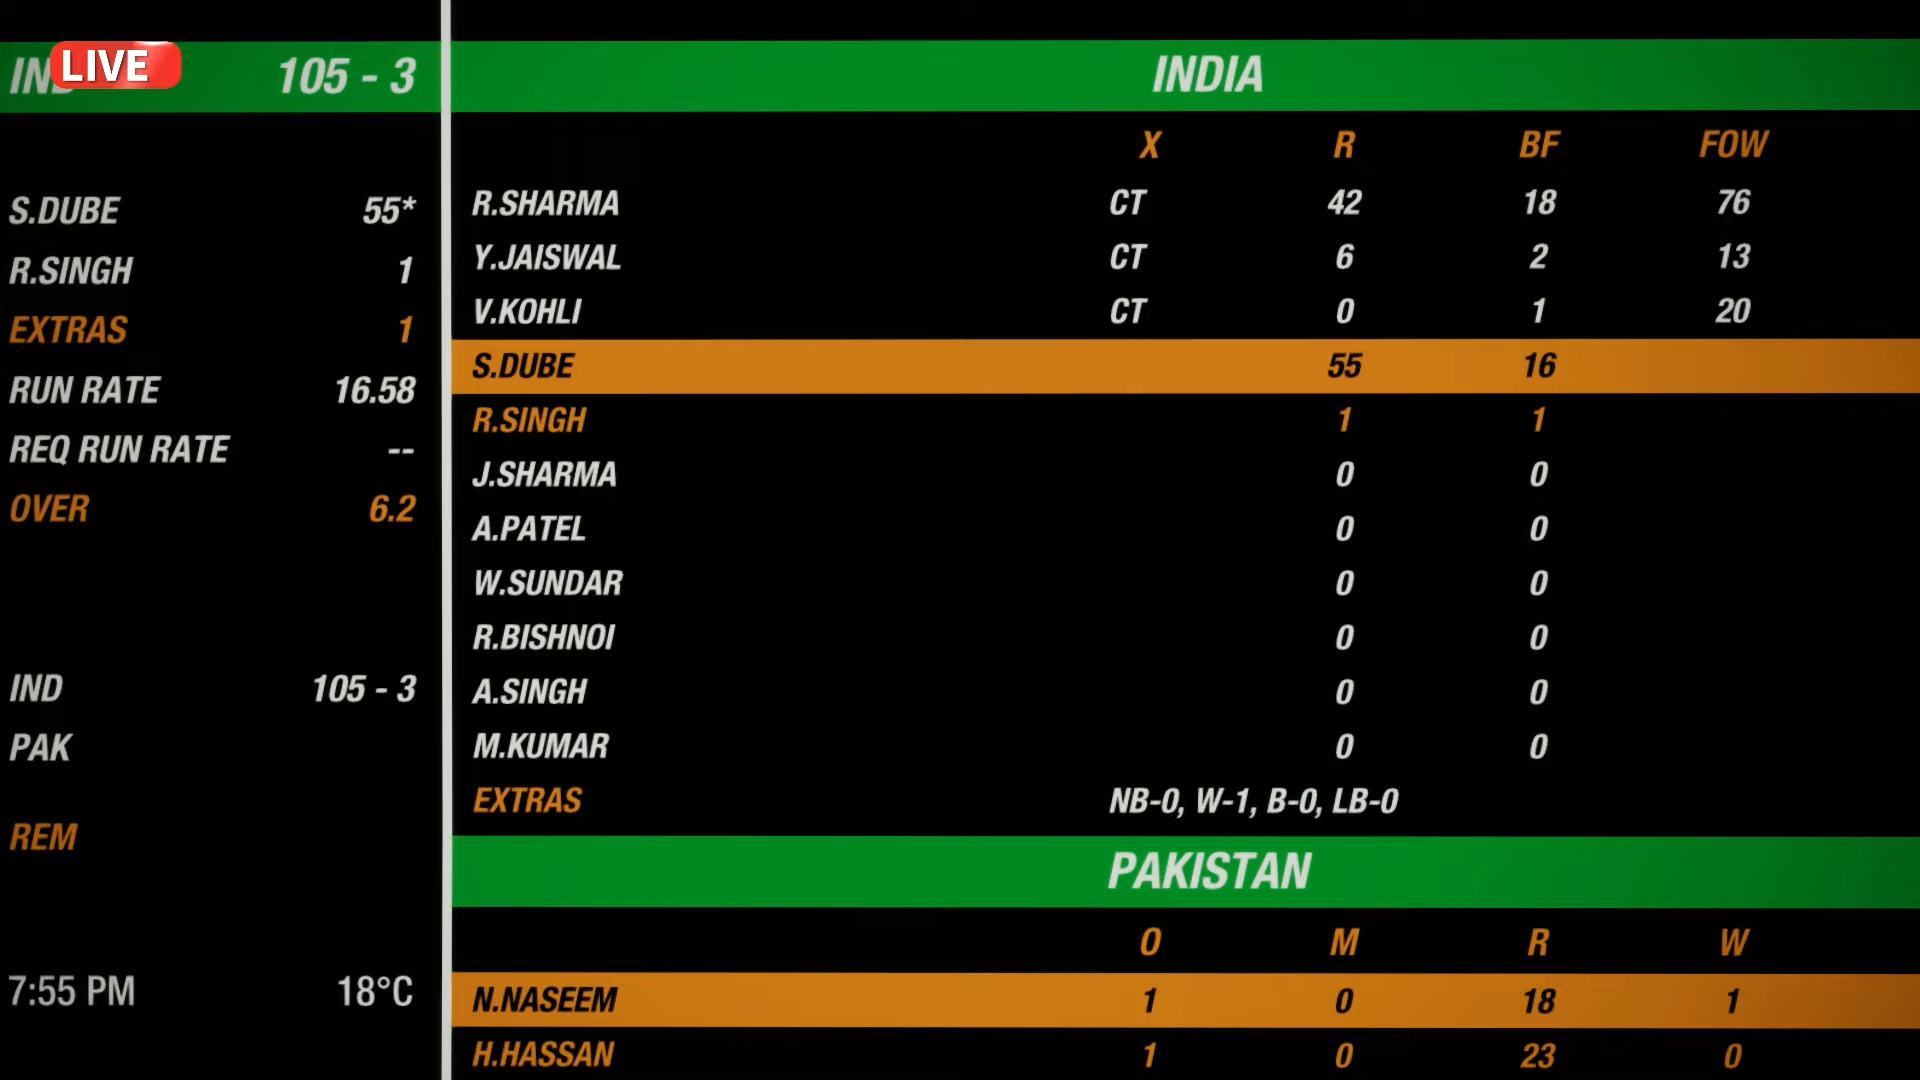 LIVE
IND 105 - 3
S.DUBE 55*
R.SINGH 1
EXTRAS 1
RUN RATE 16.58
REQ RUN RATE --
OVER 6.2
IND 105 - 3
PAK
REM
7:55 PM 18°C
INDIA
X R BF FOW
R.SHARMA CT 42 18 76
Y.JAISWAL CT 6 2 13
V.KOHLI CT 0 1 20
S.DUBE 55 16
R.SINGH 1 1
J.SHARMA 0 0
A.PATEL 0 0
W.SUNDAR 0 0
R.BISHNOI 0 0
A.SINGH 0 0
M.KUMAR 0 0
EXTRAS NB-0, W-1, B-0, LB-0
PAKISTAN
O M R W
N.NASEEM 1 0 18 1
H.HASSAN 1 0 23 0